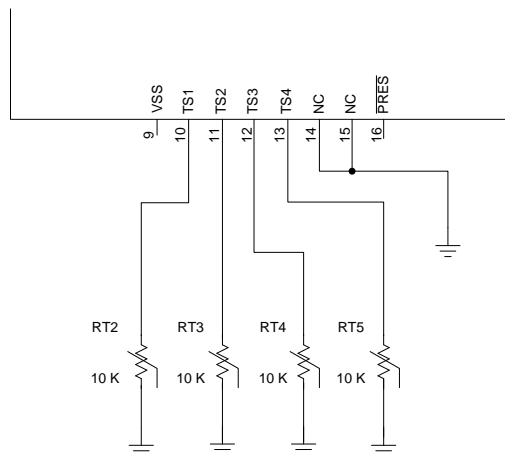 VSS
TS1
TS2
TS3
TS4
NC
NC
PRES
9
10
11
12
13
14
15
16
RT2
RT3
RT4
RT5
10 K
10 K
10 K
10 K